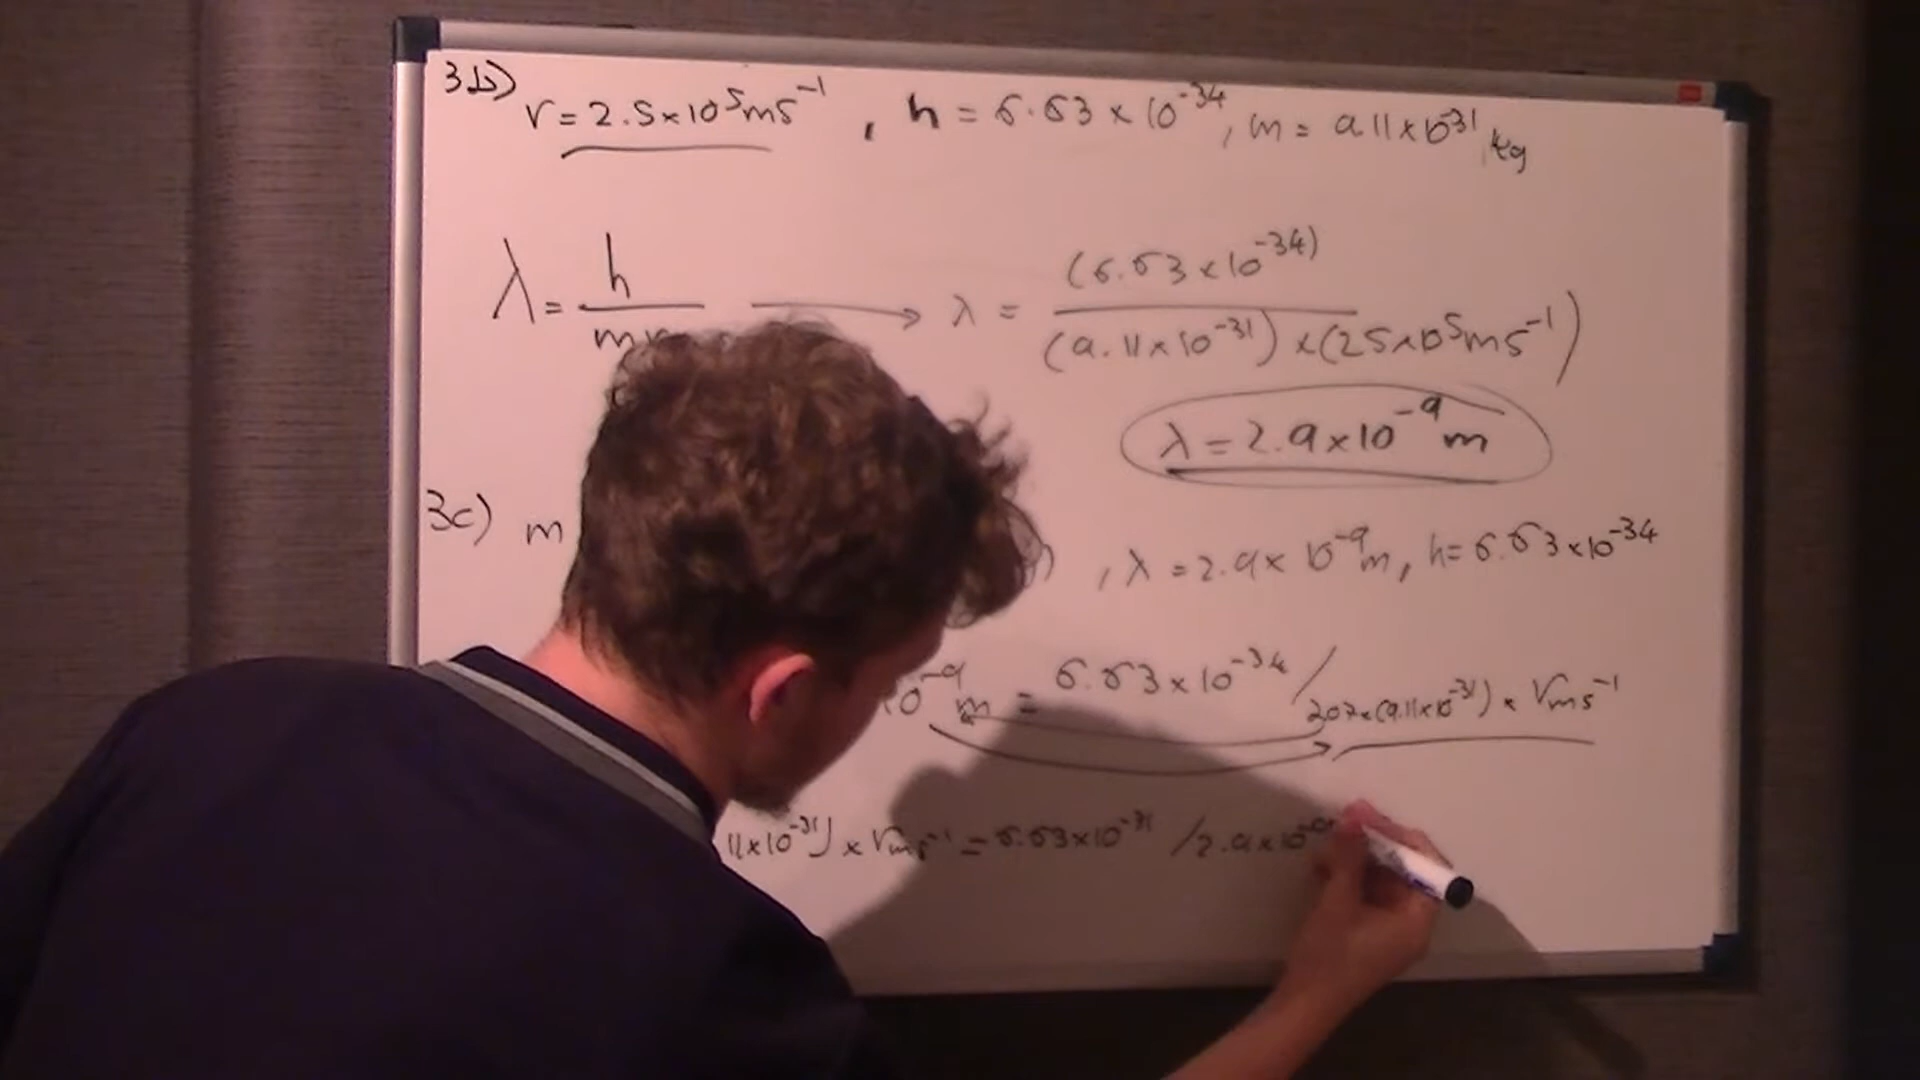 3b) v = 2.5×10⁵ms⁻¹ , h = 6.63 × 10⁻³⁴ , m = 9.11×10⁻³¹ kg
λ = h/m → λ = (6.63×10⁻³⁴)
(9.11×10⁻³¹) ×(2.5×10⁵ms⁻¹)
λ = 2.9×10⁻⁹ m
3c) m ) , λ = 2.9× 10⁻⁹m, h= 6.63×10⁻³⁴
10⁻⁹ m = 6.63×10⁻³⁴ / 207×(9.11×10⁻³¹) × Vms⁻¹
11×10⁻³¹) × Vms⁻¹ = 6.63×10⁻³¹ /2.9×10⁻⁹